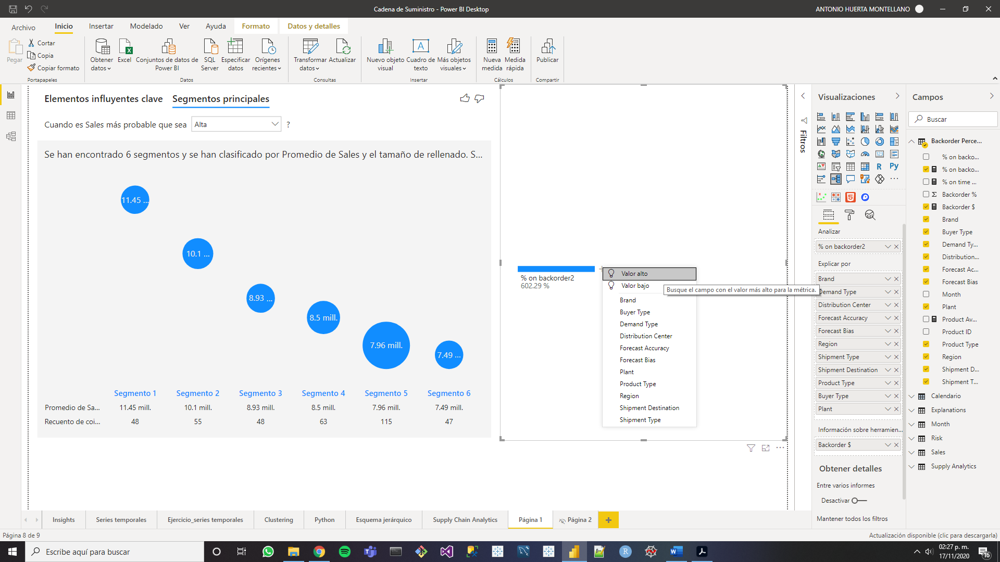 Cadena de Suministro - Power BI Desktop
ANTONIO HUERTA MONTELLANO
Archivo
Inicio
Insertar
Modelado
Ver
Ayuda
Formato
Datos y detalles
Pegar
Cortar
Copia
Copiar formato
Portapapeles
Obtener datos
Excel
Conjuntos de datos de Power BI
SQL Server
Especificar datos
Orígenes recientes
Datos
Transformar datos
Actualizar
Consultas
Nuevo objeto visual
Cuadro de texto
Más objetos visuales
Insertar
Nueva medida
Medida rápida
Cálculos
Publicar
Compartir
Elementos influyentes clave
Segmentos principales
Cuando es Sales más probable que sea
Alta
?
Se han encontrado 6 segmentos y se han clasificado por Promedio de Sales y el tamaño de rellenado. S...
11.45 ...
10.1 ...
8.93 ...
8.5 mill.
7.96 mill.
7.49 ...
Segmento 1 Segmento 2 Segmento 3 Segmento 4 Segmento 5 Segmento 6
Promedio de Sa... 11.45 mill. 10.1 mill. 8.93 mill. 8.5 mill. 7.96 mill. 7.49 mill.
Recuento de coi... 48 55 48 63 115 47
% on backorder2
602.29 %
Valor alto
Valor bajo
Busque el campo con el valor más alto para la métrica.
Brand
Buyer Type
Demand Type
Distribution Center
Forecast Accuracy
Forecast Bias
Plant
Product Type
Region
Shipment Destination
Shipment Type
Filtros
Visualizaciones
R
Py
Analizar
% on backorder2
Explicar por
Brand
Demand Type
Distribution Center
Forecast Accuracy
Forecast Bias
Region
Shipment Type
Shipment Destination
Product Type
Buyer Type
Plant
Información sobre herramien...
Backorder $
Obtener detalles
Entre varios informes
Desactivar
Mantener todos los filtros
Campos
Buscar
Backorder Perce...
% on backo...
% on backo...
% on time ...
Backorder %
Backorder $
Brand
Buyer Type
Demand Ty...
Distribution...
Forecast Ac...
Forecast Bias
Month
Plant
Product Av...
Product ID
Product Type
Region
Shipment D...
Shipment T...
Calendario
Explanations
Month
Risk
Sales
Supply Analytics
Insights
Series temporales
Ejercicio_series temporales
Clustering
Python
Esquema jerárquico
Supply Chain Analytics
Página 1
Página 2
Página 8 de 9
Actualización disponible (clic para descargarla)
Escribe aquí para buscar
02:27 p. m.
17/11/2020
16